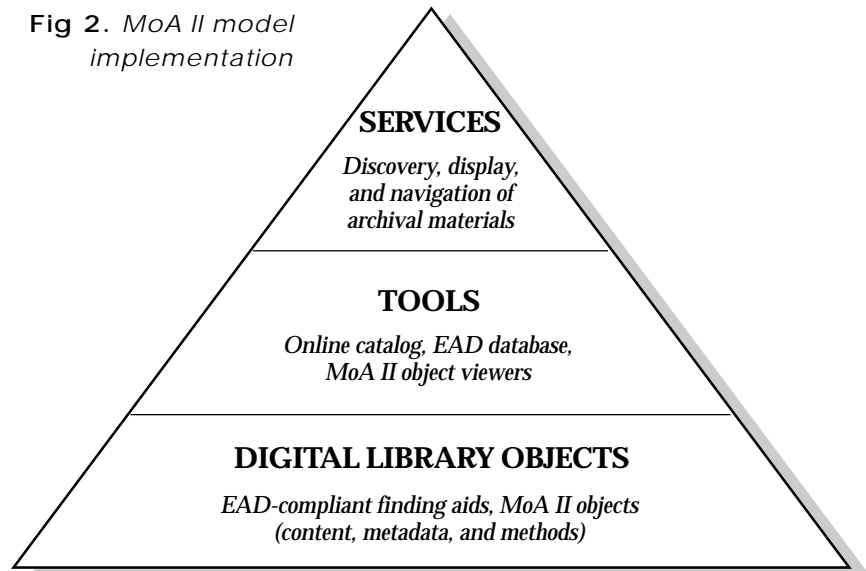 Fig 2. MoA II model
implementation
SERVICES
Discovery, display,
and navigation of
archival materials
TOOLS
Online catalog, EAD database,
MoA II object viewers
DIGITAL LIBRARY OBJECTS
EAD-compliant finding aids, MoA II objects
(content, metadata, and methods)